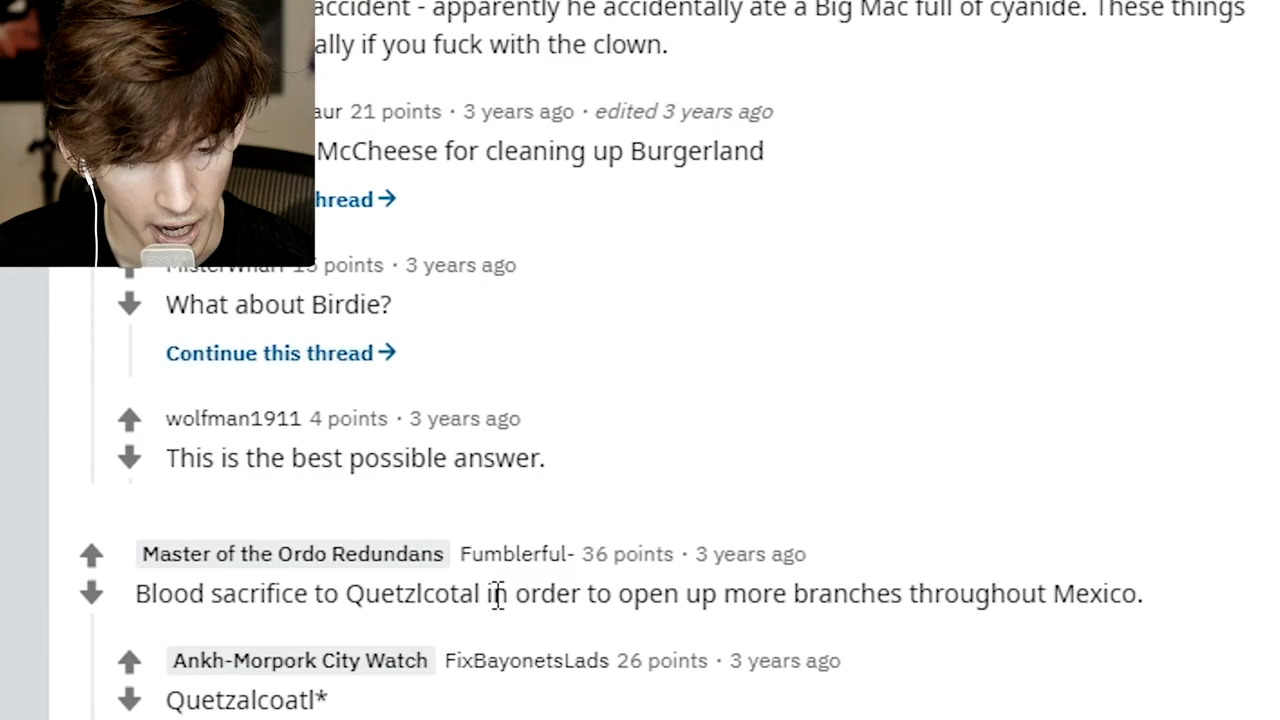 accident - apparently he accidentally ate a Big Mac full of cyanide. These things
ally if you fuck with the clown.
aur 21 points · 3 years ago · edited 3 years ago
McCheese for cleaning up Burgerland
hread →
points · 3 years ago
What about Birdie?
Continue this thread →
wolfman1911 4 points · 3 years ago
This is the best possible answer.
Master of the Ordo Redundans Fumblerful- 36 points · 3 years ago
Blood sacrifice to Quetzlcotal in order to open up more branches throughout Mexico.
Ankh-Morpork City Watch FixBayonetsLads 26 points · 3 years ago
Quetzalcoatl*